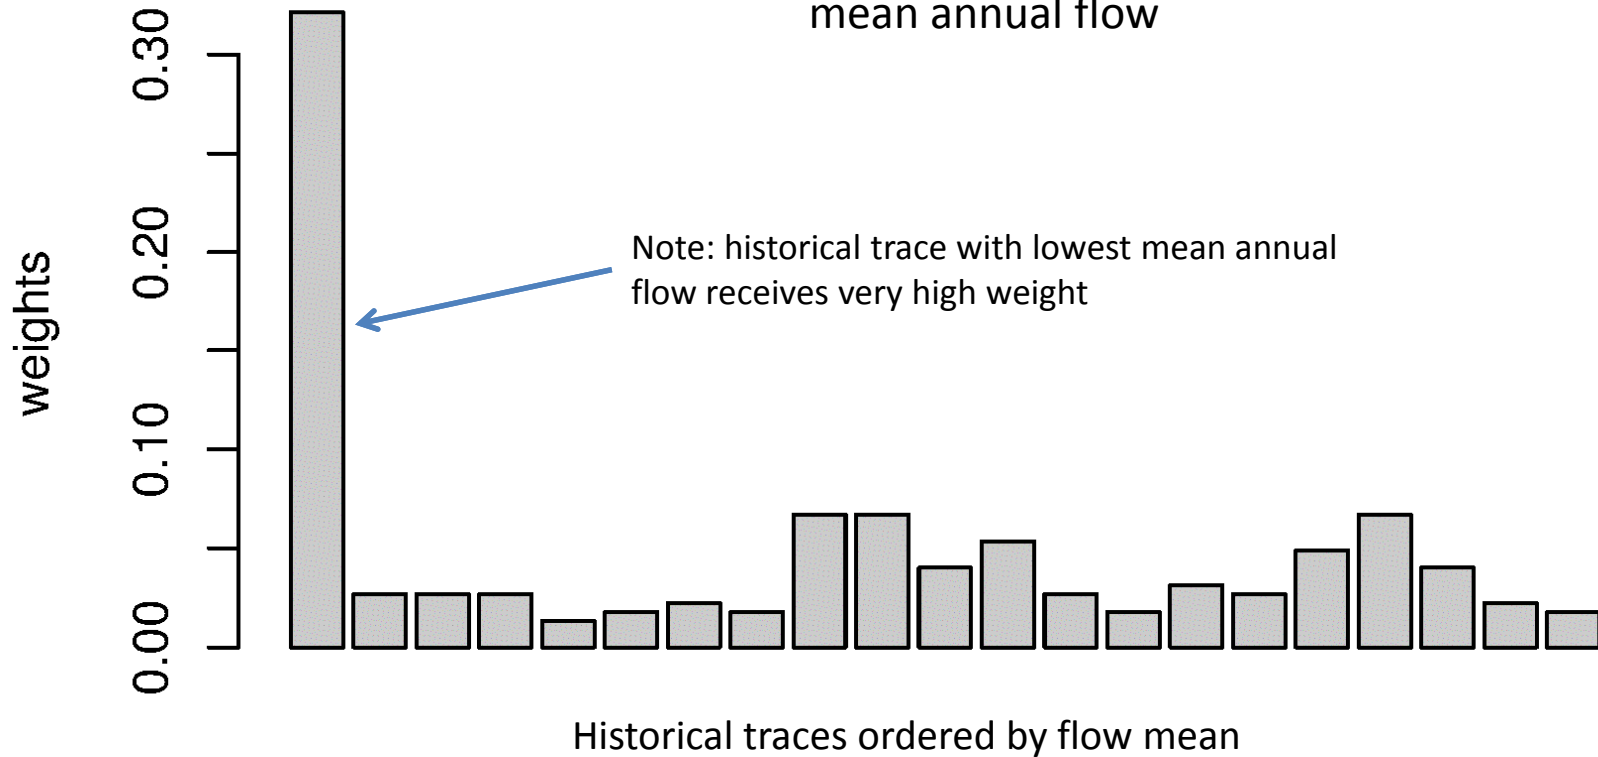 mean annual flow
0.30
0.20
0.10
0.00
weights
Note: historical trace with lowest mean annual
flow receives very high weight
Historical traces ordered by flow mean